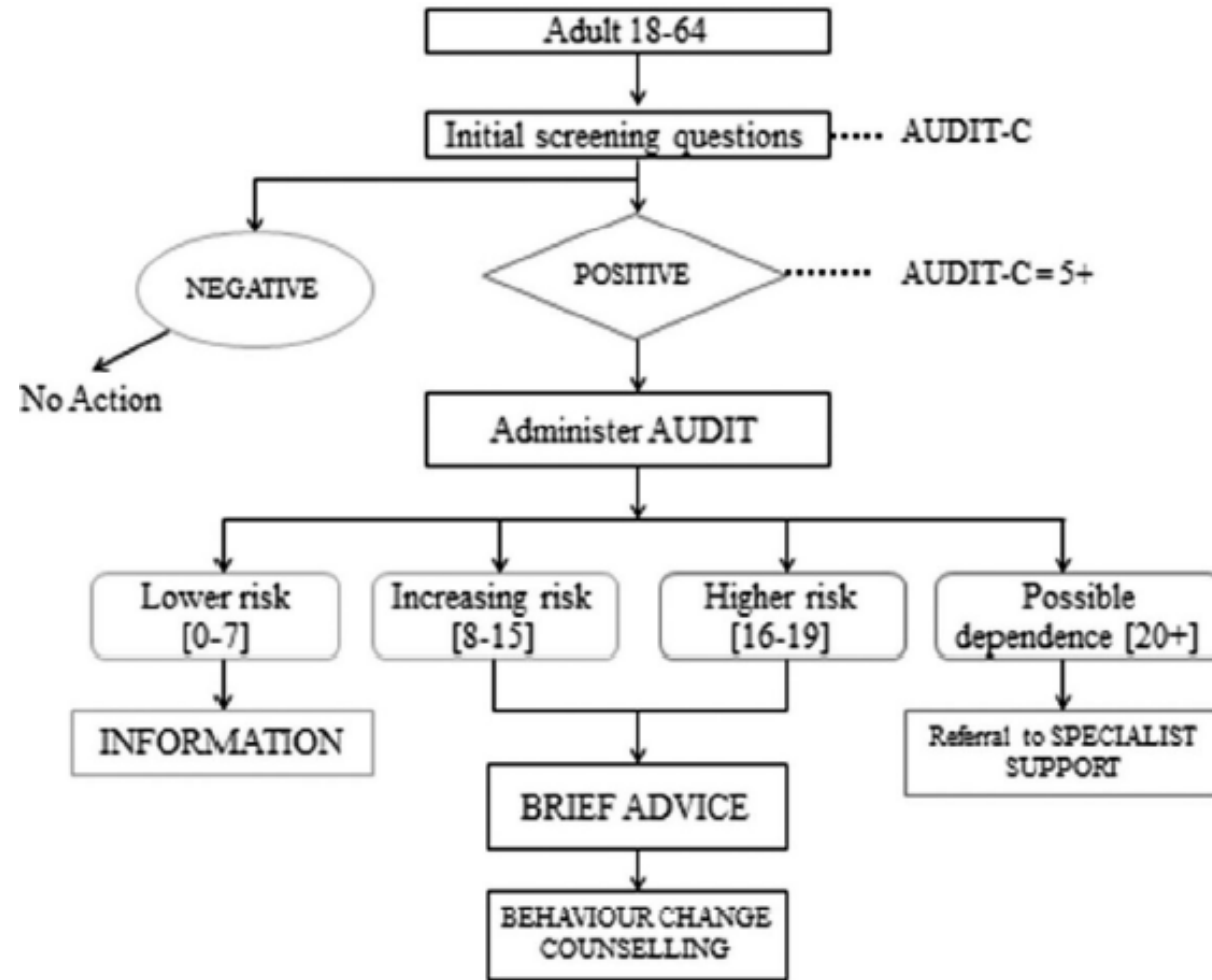 Adult 18-64
Initial screening questions
AUDIT-C
NEGATIVE
POSITIVE
AUDIT-C = 5+
No Action
Administer AUDIT
Lower risk
[0-7]
Increasing risk
[8-15]
Higher risk
[16-19]
Possible
dependence [20+]
INFORMATION
Referral to SPECIALIST
SUPPORT
BRIEF ADVICE
BEHAVIOUR CHANGE
COUNSELLING